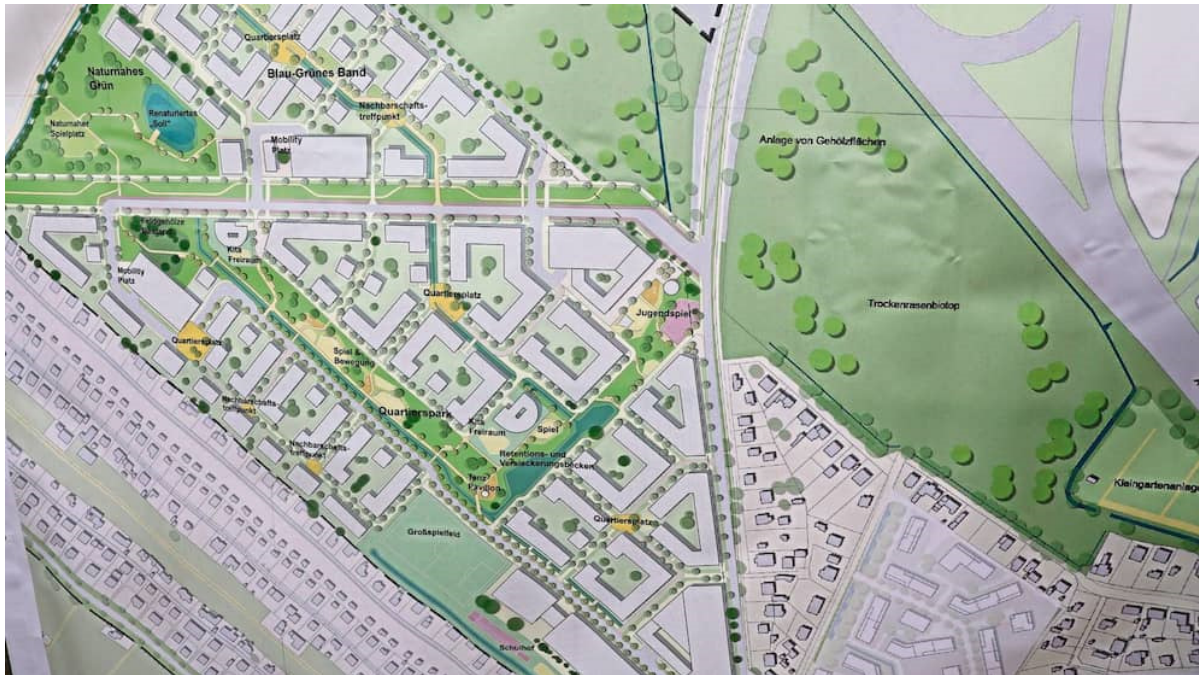 Quartiersplatz
Blau-Grünes Band
Naturnahes
Grün
Nachbarschafts-
treffpunkt
Renaturiertes
"Soll"
Naturnaher
Spielplatz
Mobility
Platz
Anlage von Gehölzflächen
Kita
Freiraum
Mobility
Platz
Quartiersplatz
Trockenrasenbiotop
Jugendspiel
Quartiersplatz
Spiel &
Bewegung
Nachbarschafts-
treffpunkt
Quartierspark
Kita
Freiraum
Spiel
Nachbarschafts-
treffpunkt
Retentions- und
Versickerungsbecken
Tanz
Pavillon
Kleingartenanlage
Quartiersplatz
Großspielfeld
Schulhof